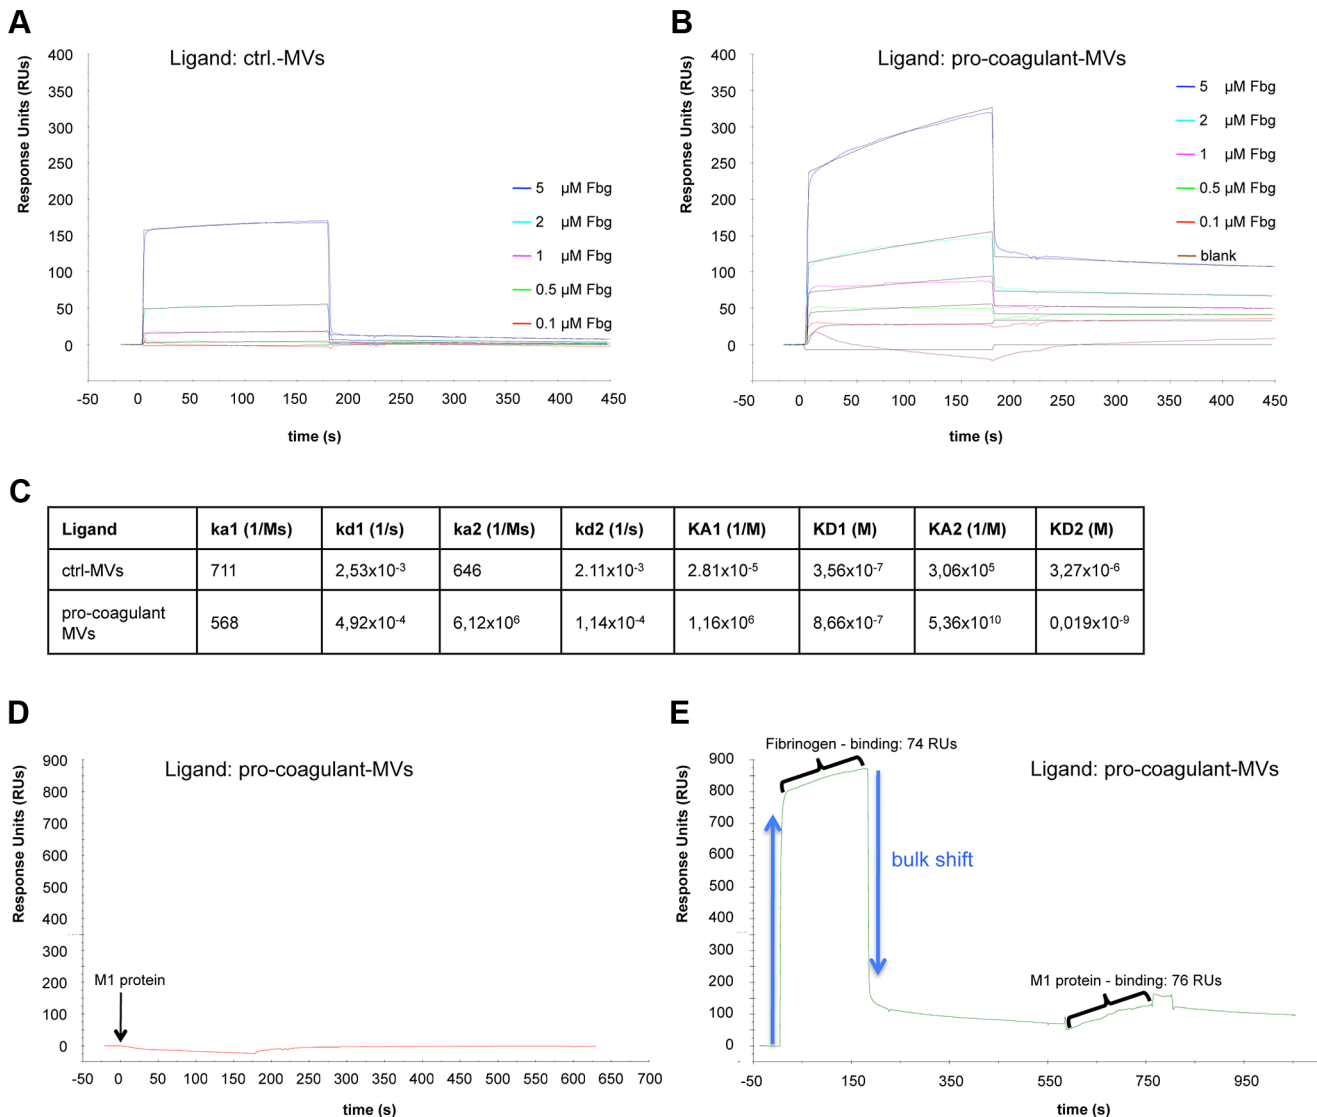 A
Ligand: ctrl.-MVs
Response Units (RUs)
400
350
300
250
200
150
100
50
0
-50 0 50 100 150 200 250 300 350 400 450
time (s)
5 µM Fbg
2 µM Fbg
1 µM Fbg
0.5 µM Fbg
0.1 µM Fbg
B
Ligand: pro-coagulant-MVs
Response Units (RUs)
400
350
300
250
200
150
100
50
0
-50 0 50 100 150 200 250 300 350 400 450
time (s)
5 µM Fbg
2 µM Fbg
1 µM Fbg
0.5 µM Fbg
0.1 µM Fbg
blank
C
Ligand ka1 (1/Ms) kd1 (1/s) ka2 (1/Ms) kd2 (1/s) KA1 (1/M) KD1 (M) KA2 (1/M) KD2 (M)
ctrl-MVs 711 2,53x10⁻³ 646 2.11x10⁻³ 2.81x10⁻⁵ 3,56x10⁻⁷ 3,06x10⁵ 3,27x10⁻⁶
pro-coagulant
MVs 568 4,92x10⁻⁴ 6,12x10⁶ 1,14x10⁻⁴ 1,16x10⁶ 8,66x10⁻⁷ 5,36x10¹⁰ 0,019x10⁻⁹
D
Ligand: pro-coagulant-MVs
Response Units (RUs)
900
800
700
600
500
400
300
200
100
0
M1 protein
-50 0 50 100 150 200 250 300 350 400 450 500 550 600 650 700
time (s)
E
Fibrinogen - binding: 74 RUs
Ligand: pro-coagulant-MVs
Response Units (RUs)
900
800
700
600
500
400
300
200
100
0
bulk shift
M1 protein - binding: 76 RUs
-50 150 350 550 750 950
time (s)